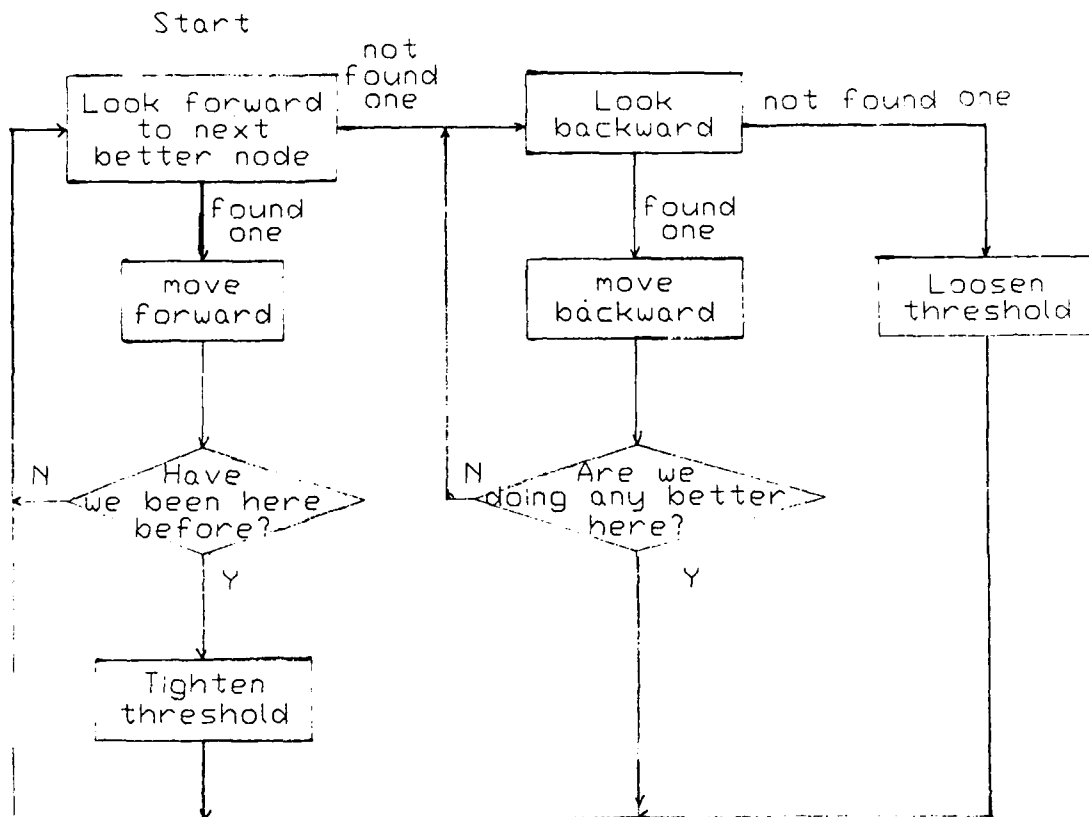 Start
Look forward
to next
better node
not
found
one
Look
backward
not found one
found
one
found
one
move
forward
move
backward
Loosen
threshold
N
Have
we been here
before?
Y
N
Are we
doing any better
here?
Y
Tighten
threshold